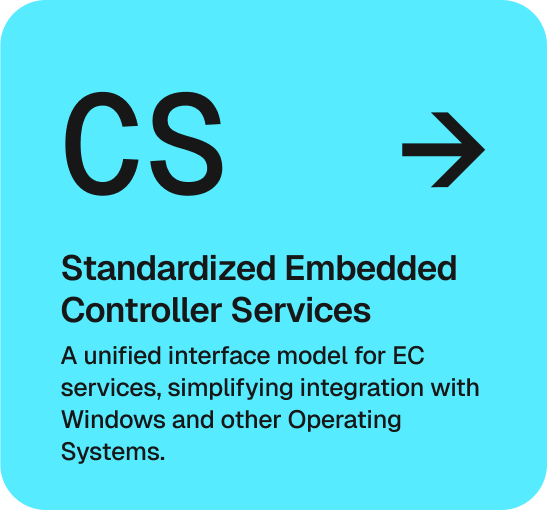 CS
Standardized Embedded
Controller Services
A unified interface model for EC
services, simplifying integration with
Windows and other Operating
Systems.